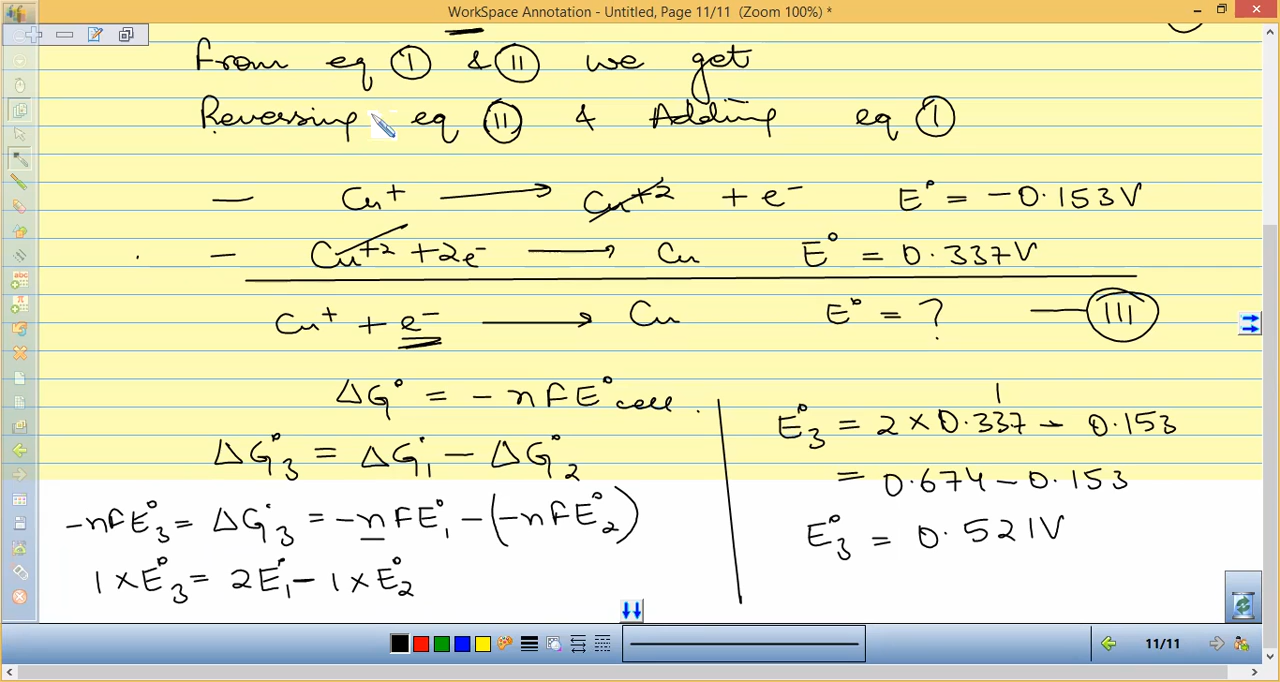 WorkSpace Annotation - Untitled, Page 11/11 (Zoom 100%) *
From eq Ⓘ & Ⓘⓘ we get
Reversing eq (II) & Adding eq (I)
— Cu+ ⟶ Cu+2 + e- E° = -0.153V
— Cu+2 + 2e- ⟶ Cu E° = 0.337V
Cu+ + e- ⟶ Cu E° = ? — (III)
ΔG° = - nFE°cell .
ΔG°3 = ΔG°1 - ΔG°2
-nFE°3 = ΔG°3 = -nFE°1 - (-nFE°2)
1 × E°3 = 2E°1 - 1 × E°2
1
E°3 = 2 × 0.337 - 0.153
= 0.674 - 0.153
E°3 = 0.521V
11/11